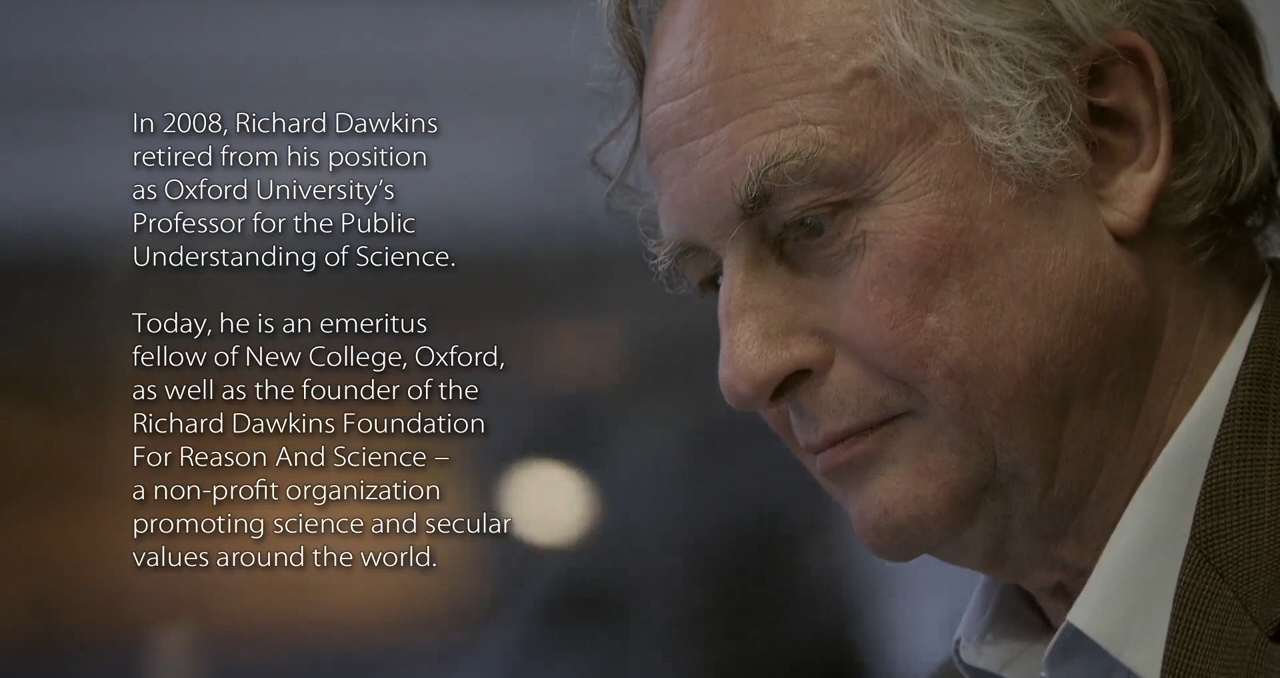 In 2008, Richard Dawkins
retired from his position
as Oxford University’s
Professor for the Public
Understanding of Science.
Today, he is an emeritus
fellow of New College, Oxford,
as well as the founder of the
Richard Dawkins Foundation
For Reason And Science –
a non-profit organization
promoting science and secular
values around the world.